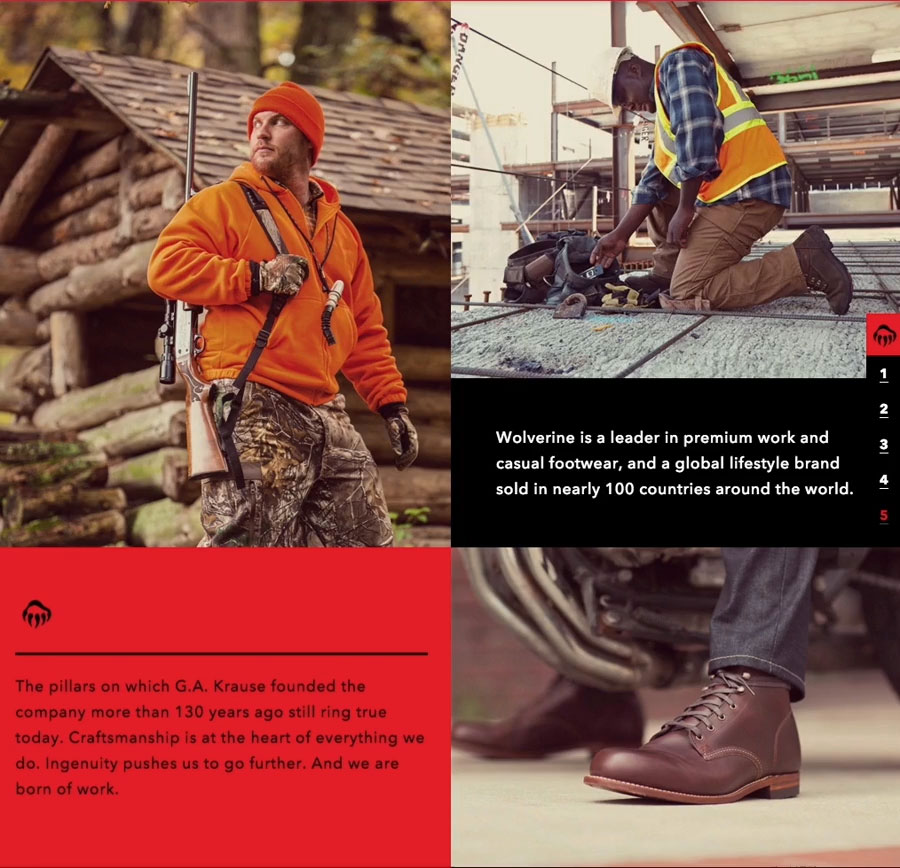 DANGER
Wolverine is a leader in premium work and
casual footwear, and a global lifestyle brand
sold in nearly 100 countries around the world.
1
2
3
4
5
The pillars on which G.A. Krause founded the
company more than 130 years ago still ring true
today. Craftsmanship is at the heart of everything we
do. Ingenuity pushes us to go further. And we are
born of work.